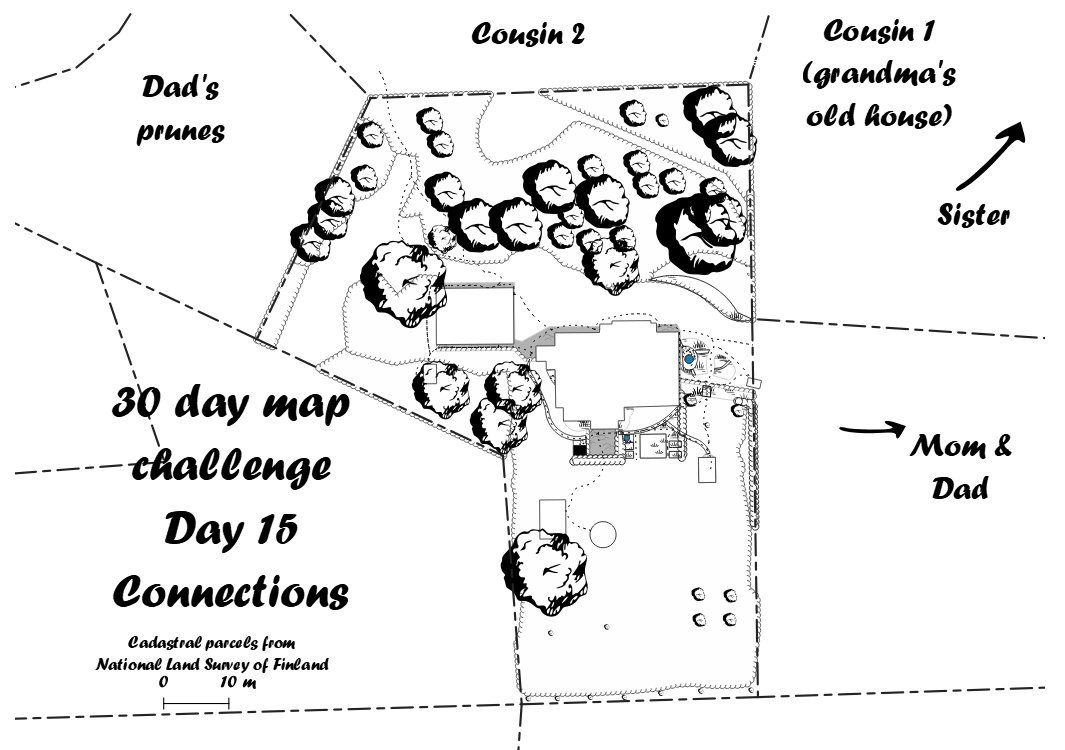 Cousin 2
Cousin 1
(grandma's
old house)
Dad's
prunes
Sister
Mom &
Dad
30 day map
challenge
Day 15
Connections
Cadastral parcels from
National Land Survey of Finland
0 10 m